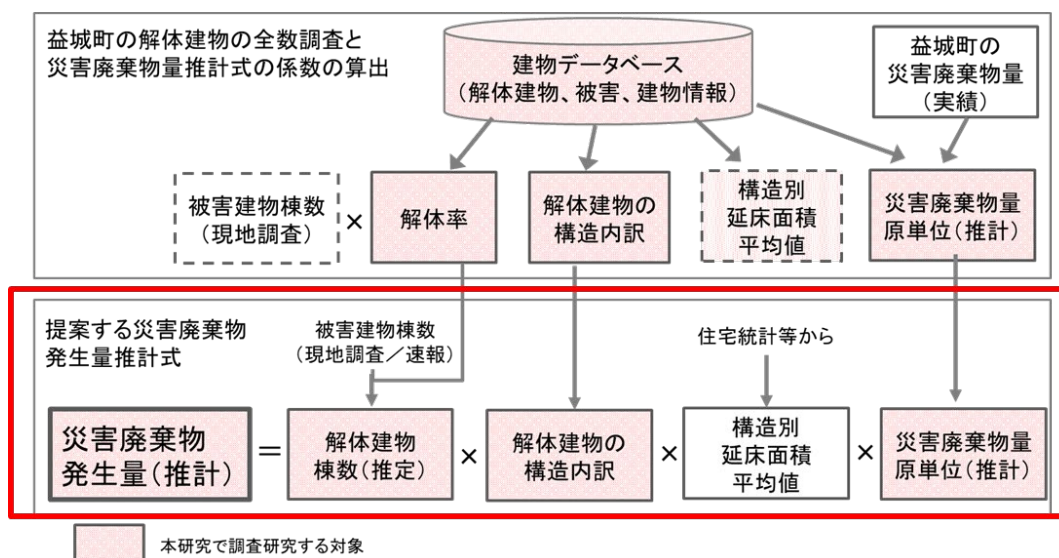 益城町の解体建物の全数調査と
災害廃棄物量推計式の係数の算出
建物データベース
（解体建物、被害、建物情報）
益城町の
災害廃棄物量
（実績）
被害建物棟数
（現地調査）
×
解体率
解体建物の
構造内訳
構造別
延床面積
平均値
災害廃棄物量
原単位（推計）
提案する災害廃棄物
発生量推計式
被害建物棟数
（現地調査／速報）
住宅統計等から
災害廃棄物
発生量（推計）
＝
解体建物
棟数（推定）
×
解体建物の
構造内訳
×
構造別
延床面積
平均値
×
災害廃棄物量
原単位（推計）
本研究で調査研究する対象